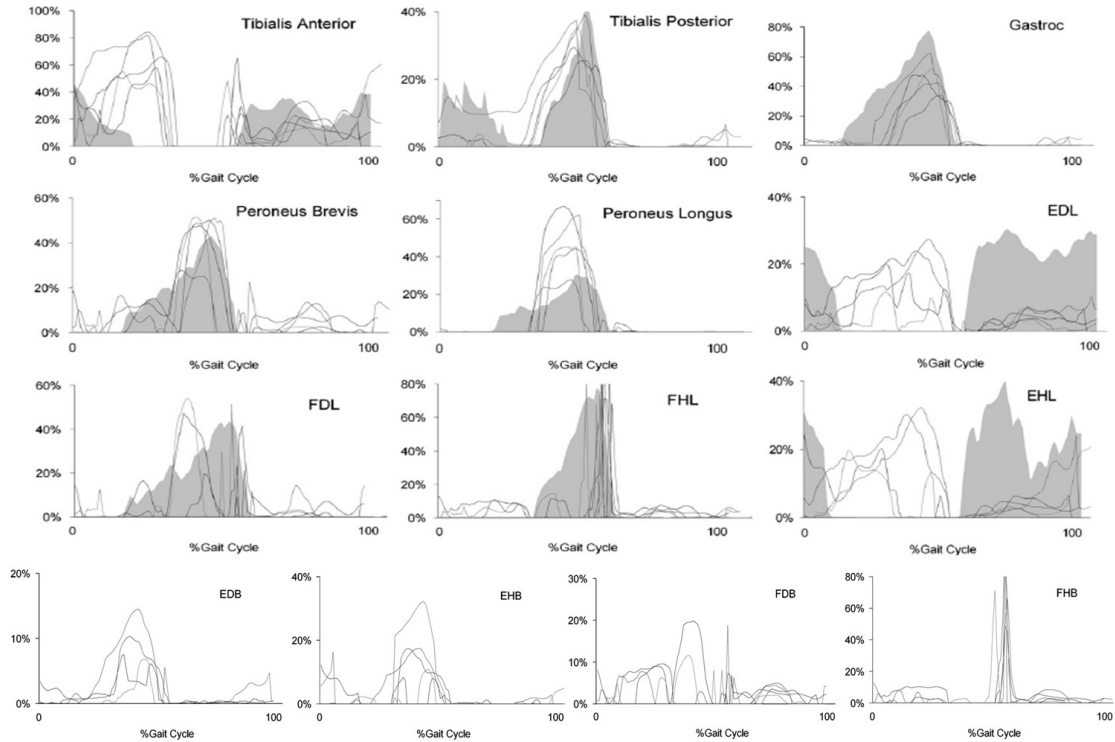 Tibialis Anterior
100%
80%
60%
40%
20%
0%
0 100
%Gait Cycle
Tibialis Posterior
40%
20%
0%
0 100
%Gait Cycle
Gastroc
80%
60%
40%
20%
0%
0 100
%Gait Cycle
Peroneus Brevis
60%
40%
20%
0%
0 100
%Gait Cycle
Peroneus Longus
60%
40%
20%
0%
0 100
%Gait Cycle
EDL
40%
20%
0%
0 100
%Gait Cycle
FDL
60%
40%
20%
0%
0 100
%Gait Cycle
FHL
80%
60%
40%
20%
0%
0 100
%Gait Cycle
EHL
40%
20%
0%
0 100
%Gait Cycle
EDB
20%
10%
0%
0 100
%Gait Cycle
EHB
40%
20%
0%
0 100
%Gait Cycle
FDB
30%
20%
10%
0%
0 100
%Gait Cycle
FHB
80%
60%
40%
20%
0%
0 100
%Gait Cycle